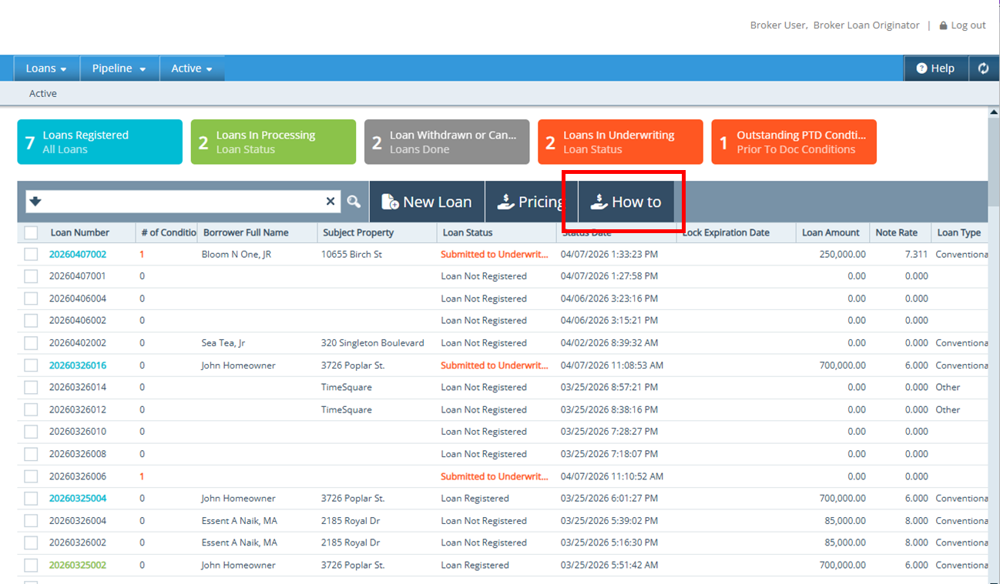 Broker User, Broker Loan Originator | Log out
Loans Pipeline Active Help
Active
7 Loans Registered All Loans
2 Loans In Processing Loan Status
2 Loan Withdrawn or Can... Loans Done
2 Loans In Underwriting Loan Status
1 Outstanding PTD Condti... Prior To Doc Conditions
New Loan Pricing How to
Loan Number # of Conditio Borrower Full Name Subject Property Loan Status Status Date Lock Expiration Date Loan Amount Note Rate Loan Type
20260407002 1 Bloom N One, JR 10655 Birch St Submitted to Underwrit... 04/07/2026 1:33:23 PM 250,000.00 7.311 Conventiona
20260407001 0 Loan Not Registered 04/07/2026 1:27:58 PM 0.00 0.000
20260406004 0 Loan Not Registered 04/06/2026 3:23:16 PM 0.00 0.000
20260406002 0 Loan Not Registered 04/06/2026 3:15:21 PM 0.00 0.000
20260402002 0 Sea Tea, Jr 320 Singleton Boulevard Loan Not Registered 04/02/2026 8:39:32 AM 0.00 0.000 Conventiona
20260326016 0 John Homeowner 3726 Poplar St. Submitted to Underwrit... 04/07/2026 11:08:53 AM 700,000.00 6.000 Conventiona
20260326014 0 TimeSquare Loan Not Registered 03/25/2026 8:57:21 PM 0.00 0.000 Other
20260326012 0 TimeSquare Loan Not Registered 03/25/2026 8:38:16 PM 0.00 0.000 Other
20260326010 0 Loan Not Registered 03/25/2026 7:28:27 PM 0.00 0.000
20260326008 0 Loan Not Registered 03/25/2026 7:18:07 PM 0.00 0.000
20260326006 1 Submitted to Underwrit... 04/07/2026 11:10:52 AM 0.00 0.000
20260325004 0 John Homeowner 3726 Poplar St. Loan Registered 03/25/2026 6:01:27 PM 700,000.00 6.000 Conventiona
20260326004 0 Essent A Naik, MA 2185 Royal Dr Loan Not Registered 03/25/2026 5:39:02 PM 85,000.00 8.000 Conventiona
20260326002 0 Essent A Naik, MA 2185 Royal Dr Loan Not Registered 03/25/2026 5:16:30 PM 85,000.00 8.000 Conventiona
20260325002 0 John Homeowner 3726 Poplar St. Loan Registered 03/25/2026 5:51:42 AM 700,000.00 6.000 Conventiona